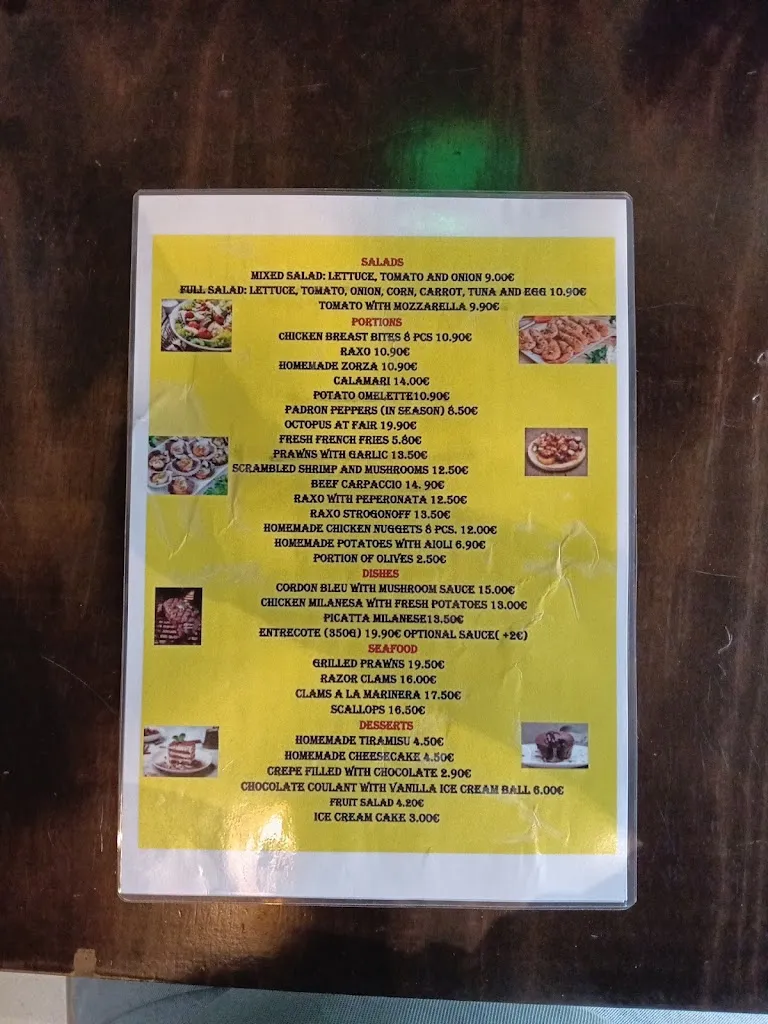 SALADS
MIXED SALAD: LETTUCE, TOMATO AND ONION 9.00€
FULL SALAD: LETTUCE, TOMATO, ONION, CORN, CARROT, TUNA AND EGG 10.90€
TOMATO WITH MOZZARELLA 9.90€
PORTIONS
CHICKEN BREAST BITES 8 PCS 10.90€
RAXO 10.90€
HOMEMADE ZORZA 10.90€
CALAMARI 14.00€
POTATO OMELETTE10.90€
PADRON PEPPERS (IN SEASON) 8.50€
OCTOPUS AT FAIR 19.90€
FRESH FRENCH FRIES 5.80€
PRAWNS WITH GARLIC 13.50€
SCRAMBLED SHRIMP AND MUSHROOMS 12.50€
BEEF CARPACCIO 14. 90€
RAXO WITH PEPERONATA 12.50€
RAXO STROGONOFF 13.50€
HOMEMADE CHICKEN NUGGETS 8 PCS. 12.00€
HOMEMADE POTATOES WITH AIOLI 6.90€
PORTION OF OLIVES 2.50€
DISHES
CORDON BLEU WITH MUSHROOM SAUCE 15.00€
CHICKEN MILANESA WITH FRESH POTATOES 13.00€
PICATTA MILANESE13.50€
ENTRECOTE (350G) 19.90€ OPTIONAL SAUCE( +2€)
SEAFOOD
GRILLED PRAWNS 19.50€
RAZOR CLAMS 16.00€
CLAMS A LA MARINERA 17.50€
SCALLOPS 16.50€
DESSERTS
HOMEMADE TIRAMISU 4.50€
HOMEMADE CHEESECAKE 4.50€
CREPE FILLED WITH CHOCOLATE 2.90€
CHOCOLATE COULANT WITH VANILLA ICE CREAM BALL 6.00€
FRUIT SALAD 4.20€
ICE CREAM CAKE 3.00€